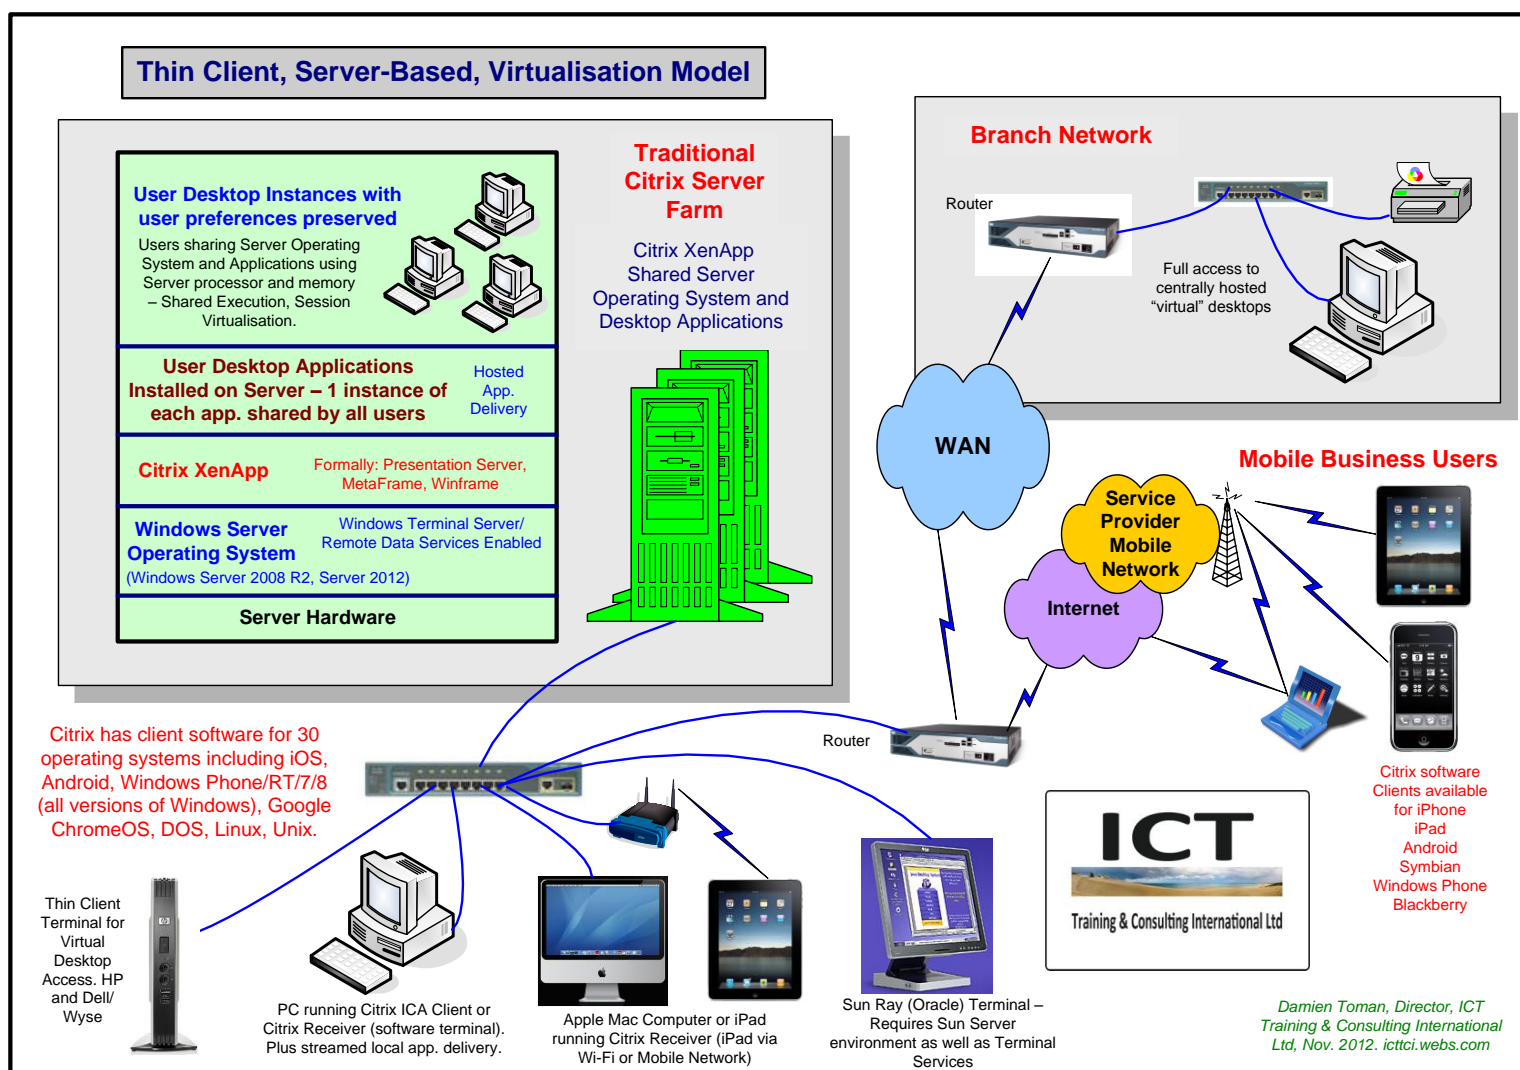 Thin Client, Server-Based, Virtualisation Model
User Desktop Instances with
user preferences preserved
Users sharing Server Operating
System and Applications using
Server processor and memory
– Shared Execution, Session
Virtualisation.
User Desktop Applications
Installed on Server – 1 instance of
each app. shared by all users
Hosted
App.
Delivery
Citrix XenApp
Formally: Presentation Server,
MetaFrame, Winframe
Windows Server
Operating System
(Windows Server 2008 R2, Server 2012)
Windows Terminal Server/
Remote Data Services Enabled
Server Hardware
Traditional
Citrix Server
Farm
Citrix XenApp
Shared Server
Operating System and
Desktop Applications
Branch Network
Router
Full access to
centrally hosted
“virtual” desktops
WAN
Mobile Business Users
Service
Provider
Mobile
Network
Internet
Router
Citrix software
Clients available
for iPhone
iPad
Android
Symbian
Windows Phone
Blackberry
Citrix has client software for 30
operating systems including iOS,
Android, Windows Phone/RT/7/8
(all versions of Windows), Google
ChromeOS, DOS, Linux, Unix.
Thin Client
Terminal for
Virtual
Desktop
Access. HP
and Dell/
Wyse
PC running Citrix ICA Client or
Citrix Receiver (software terminal).
Plus streamed local app. delivery.
Apple Mac Computer or iPad
running Citrix Receiver (iPad via
Wi-Fi or Mobile Network)
Sun Ray (Oracle) Terminal –
Requires Sun Server
environment as well as Terminal
Services
ICT
Training & Consulting International Ltd
Damien Toman, Director, ICT
Training & Consulting International
Ltd, Nov. 2012. icttci.webs.com